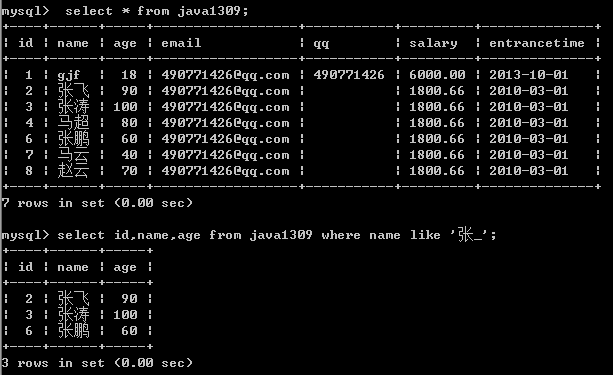 mysql>  select * from java1309;
+----+------+-----+------------------+-----------+---------+--------------+
| id | name | age | email            | qq        | salary  | entrancetime |
+----+------+-----+------------------+-----------+---------+--------------+
|  1 | gjf  |  18 | 490771426@qq.com | 490771426 | 6000.00 | 2013-10-01   |
|  2 | 张飞 |  90 | 490771426@qq.com |           | 1800.66 | 2010-03-01   |
|  3 | 张涛 | 100 | 490771426@qq.com |           | 1800.66 | 2010-03-01   |
|  4 | 马超 |  80 | 490771426@qq.com |           | 1800.66 | 2010-03-01   |
|  6 | 张鹏 |  60 | 490771426@qq.com |           | 1800.66 | 2010-03-01   |
|  7 | 马云 |  40 | 490771426@qq.com |           | 1800.66 | 2010-03-01   |
|  8 | 赵云 |  70 | 490771426@qq.com |           | 1800.66 | 2010-03-01   |
+----+------+-----+------------------+-----------+---------+--------------+
7 rows in set (0.00 sec)
mysql> select id,name,age from java1309 where name like '张_';
+----+------+-----+
| id | name | age |
+----+------+-----+
|  2 | 张飞 |  90 |
|  3 | 张涛 | 100 |
|  6 | 张鹏 |  60 |
+----+------+-----+
3 rows in set (0.00 sec)